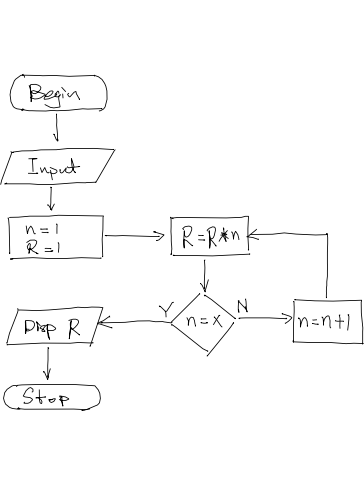 Begin
Input
n=1
R=1
R=R*n
n=x
Y
N
n=n+1
Disp R
Stop